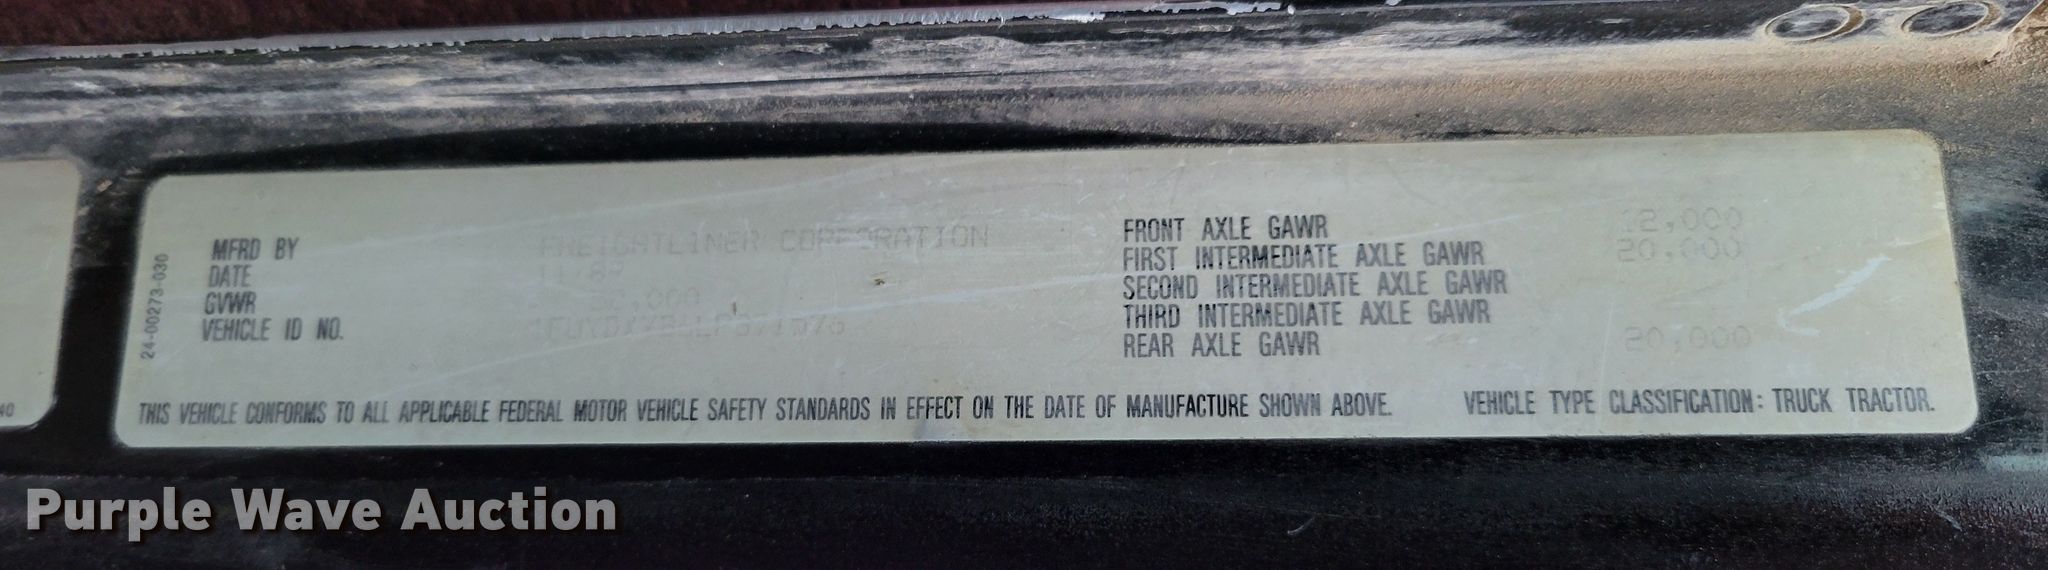 MFRD BY FREIGHTLINER CORPORATION
DATE
GVWR
VEHICLE ID NO.
24-00273-030
FRONT AXLE GAWR 12,000
FIRST INTERMEDIATE AXLE GAWR 20,000
SECOND INTERMEDIATE AXLE GAWR
THIRD INTERMEDIATE AXLE GAWR
REAR AXLE GAWR 20,000
THIS VEHICLE CONFORMS TO ALL APPLICABLE FEDERAL MOTOR VEHICLE SAFETY STANDARDS IN EFFECT ON THE DATE OF MANUFACTURE SHOWN ABOVE. VEHICLE TYPE CLASSIFICATION: TRUCK TRACTOR.
40
Purple Wave Auction